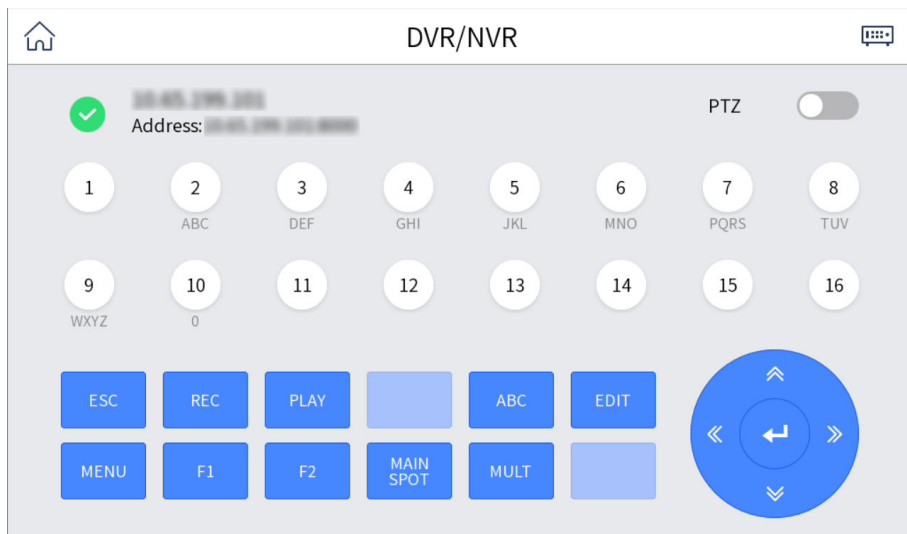 DVR/NVR
PTZ
Address:
1 2 3 4 5 6 7 8
ABC DEF GHI JKL MNO PQRS TUV
9 10 11 12 13 14 15 16
WXYZ 0
ESC REC PLAY ABC EDIT
MENU F1 F2 MAIN SPOT MULT